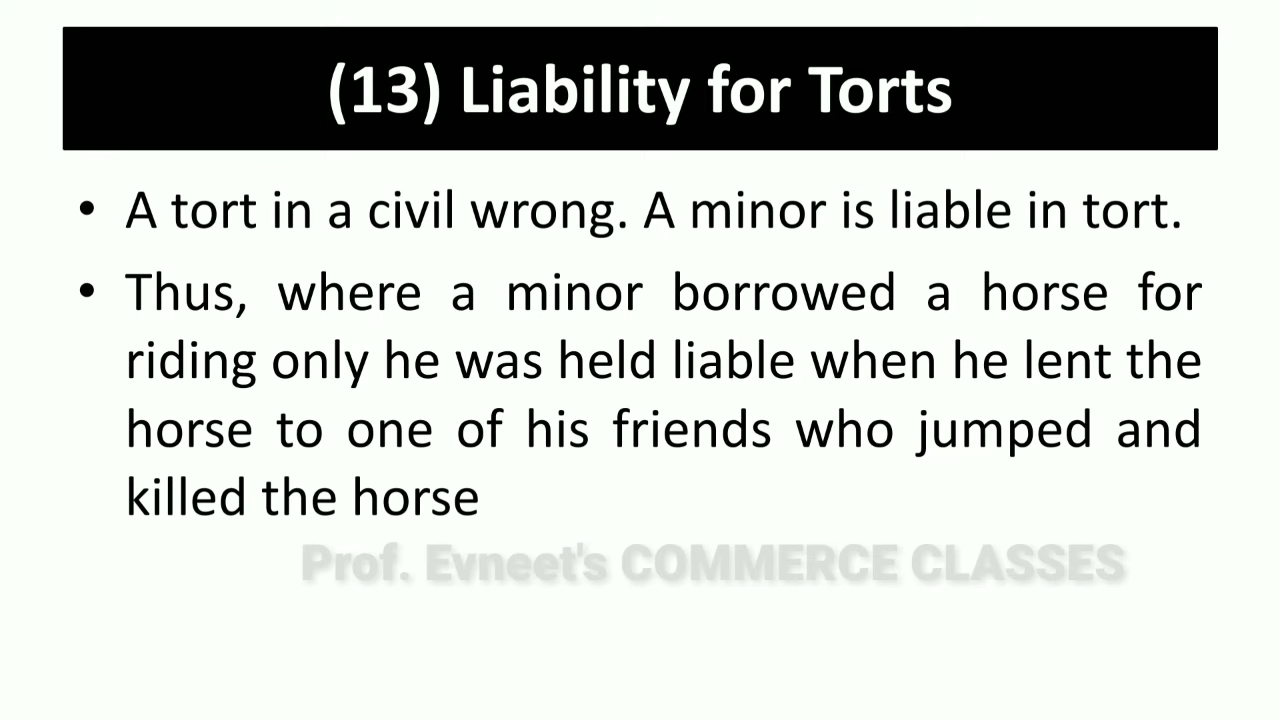 (13) Liability for Torts
• A tort in a civil wrong. A minor is liable in tort.
• Thus, where a minor borrowed a horse for
riding only he was held liable when he lent the
horse to one of his friends who jumped and
killed the horse
Prof. Evneet's COMMERCE CLASSES